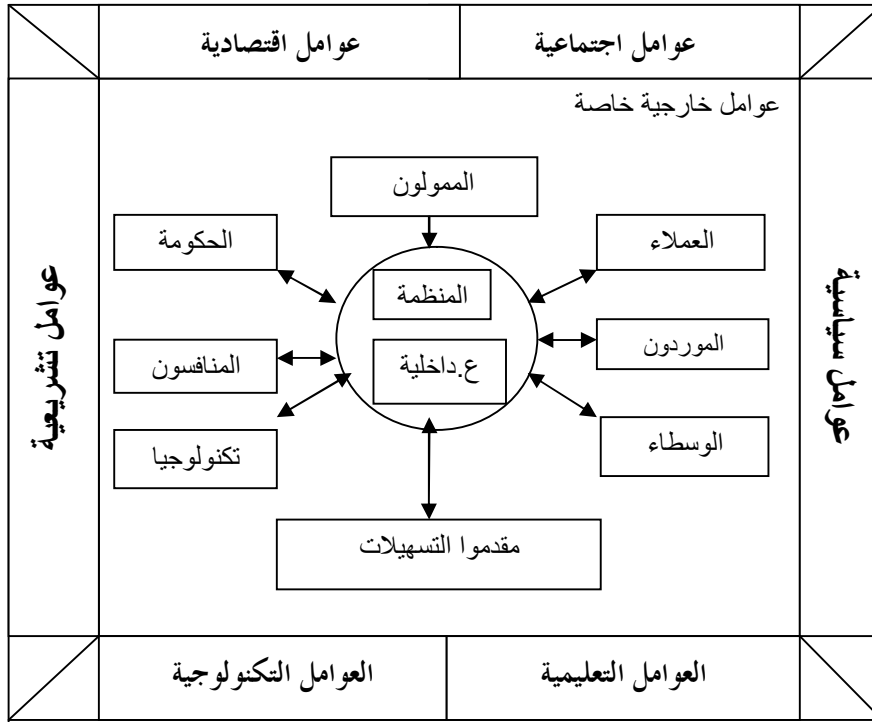 عوامل اجتماعية
عوامل اقتصادية
عوامل خارجية خاصة
الممولون
العملاء
الحكومة
المنظمة
عوامل سياسية
عوامل تشريعية
الموردون
ع.داخلية
المنافسون
الوسطاء
تكنولوجيا
مقدموا التسهيلات
العوامل التعليمية
العوامل التكنولوجية